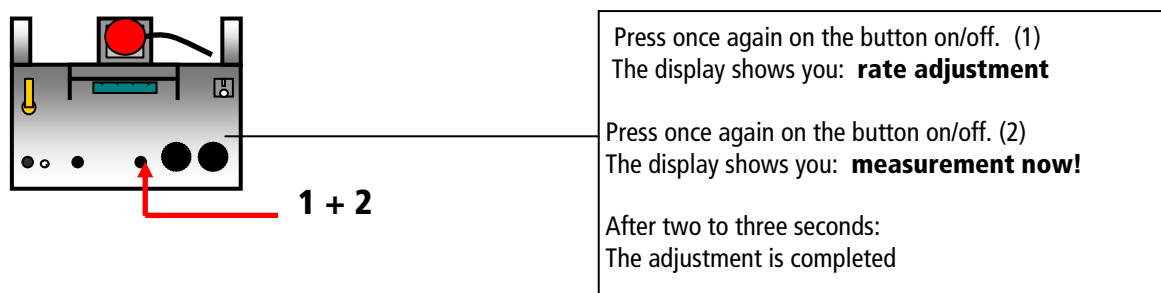 Press once again on the button on/off. (1)
The display shows you: rate adjustment
Press once again on the button on/off. (2)
The display shows you: measurement now!
After two to three seconds:
The adjustment is completed
1 + 2